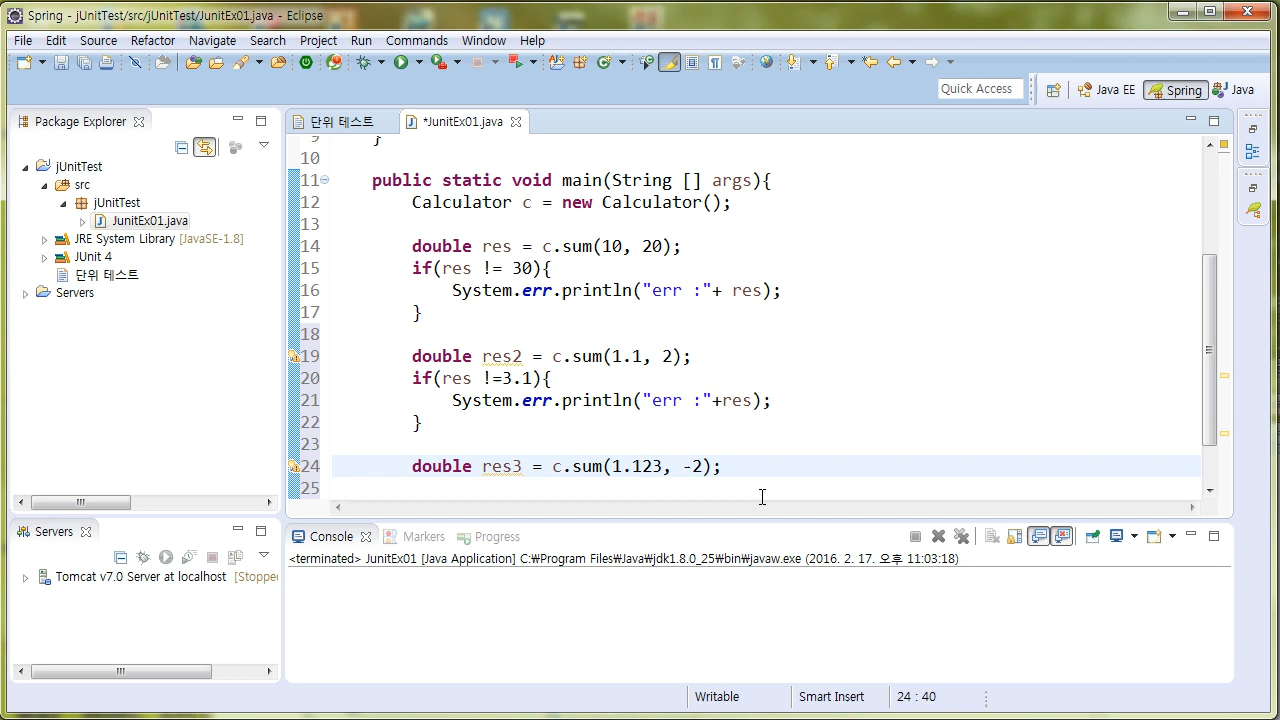 Spring - jUnitTest/src/jUnitTest/JunitEx01.java - Eclipse
File Edit Source Refactor Navigate Search Project Run Commands Window Help
Quick Access
Java EE Spring Java
Package Explorer
단위 테스트 *JunitEx01.java
jUnitTest
src
jUnitTest
JunitEx01.java
JRE System Library [JavaSE-1.8]
JUnit 4
단위 테스트
Servers
9 }
10
11 public static void main(String [] args){
12 Calculator c = new Calculator();
13
14 double res = c.sum(10, 20);
15 if(res != 30){
16 System.err.println("err :"+ res);
17 }
18
19 double res2 = c.sum(1.1, 2);
20 if(res !=3.1){
21 System.err.println("err :"+res);
22 }
23
24 double res3 = c.sum(1.123, -2);
25
Servers
Tomcat v7.0 Server at localhost [Stopped
Console Markers Progress
<terminated> JunitEx01 [Java Application] C:₩Program Files₩Java₩jdk1.8.0_25₩bin₩javaw.exe (2016. 2. 17. 오후 11:03:18)
Writable Smart Insert 24 : 40